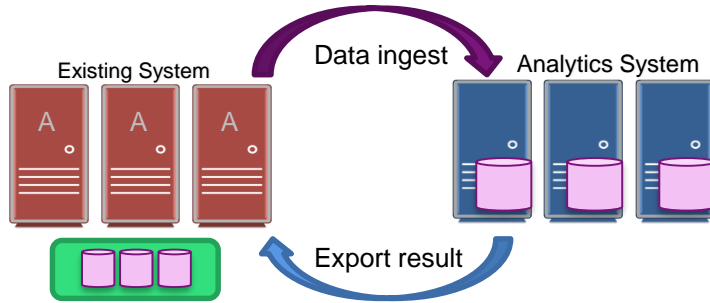 Data ingest
Existing System
Analytics System
A
A
A
Export result